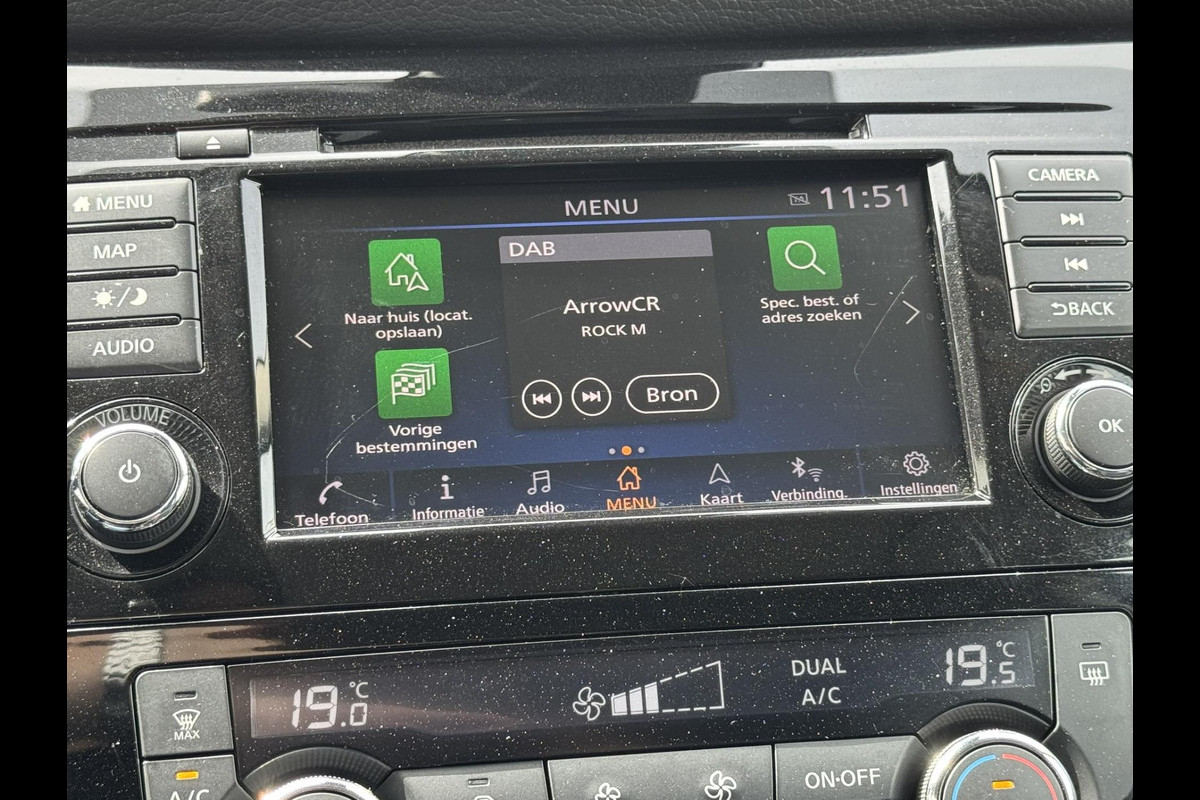 MENU
MAP
AUDIO
VOLUME
MENU
11:51
DAB
ArrowCR
ROCK M
Bron
Naar huis (locat.
opslaan)
Vorige
bestemmingen
Spec. best. of
adres zoeken
Telefoon
Informatie
Audio
MENU
Kaart
Verbinding.
Instellingen
CAMERA
BACK
OK
19.0 °C
DUAL
A/C
19.5 °C
MAX
A/C
ON·OFF